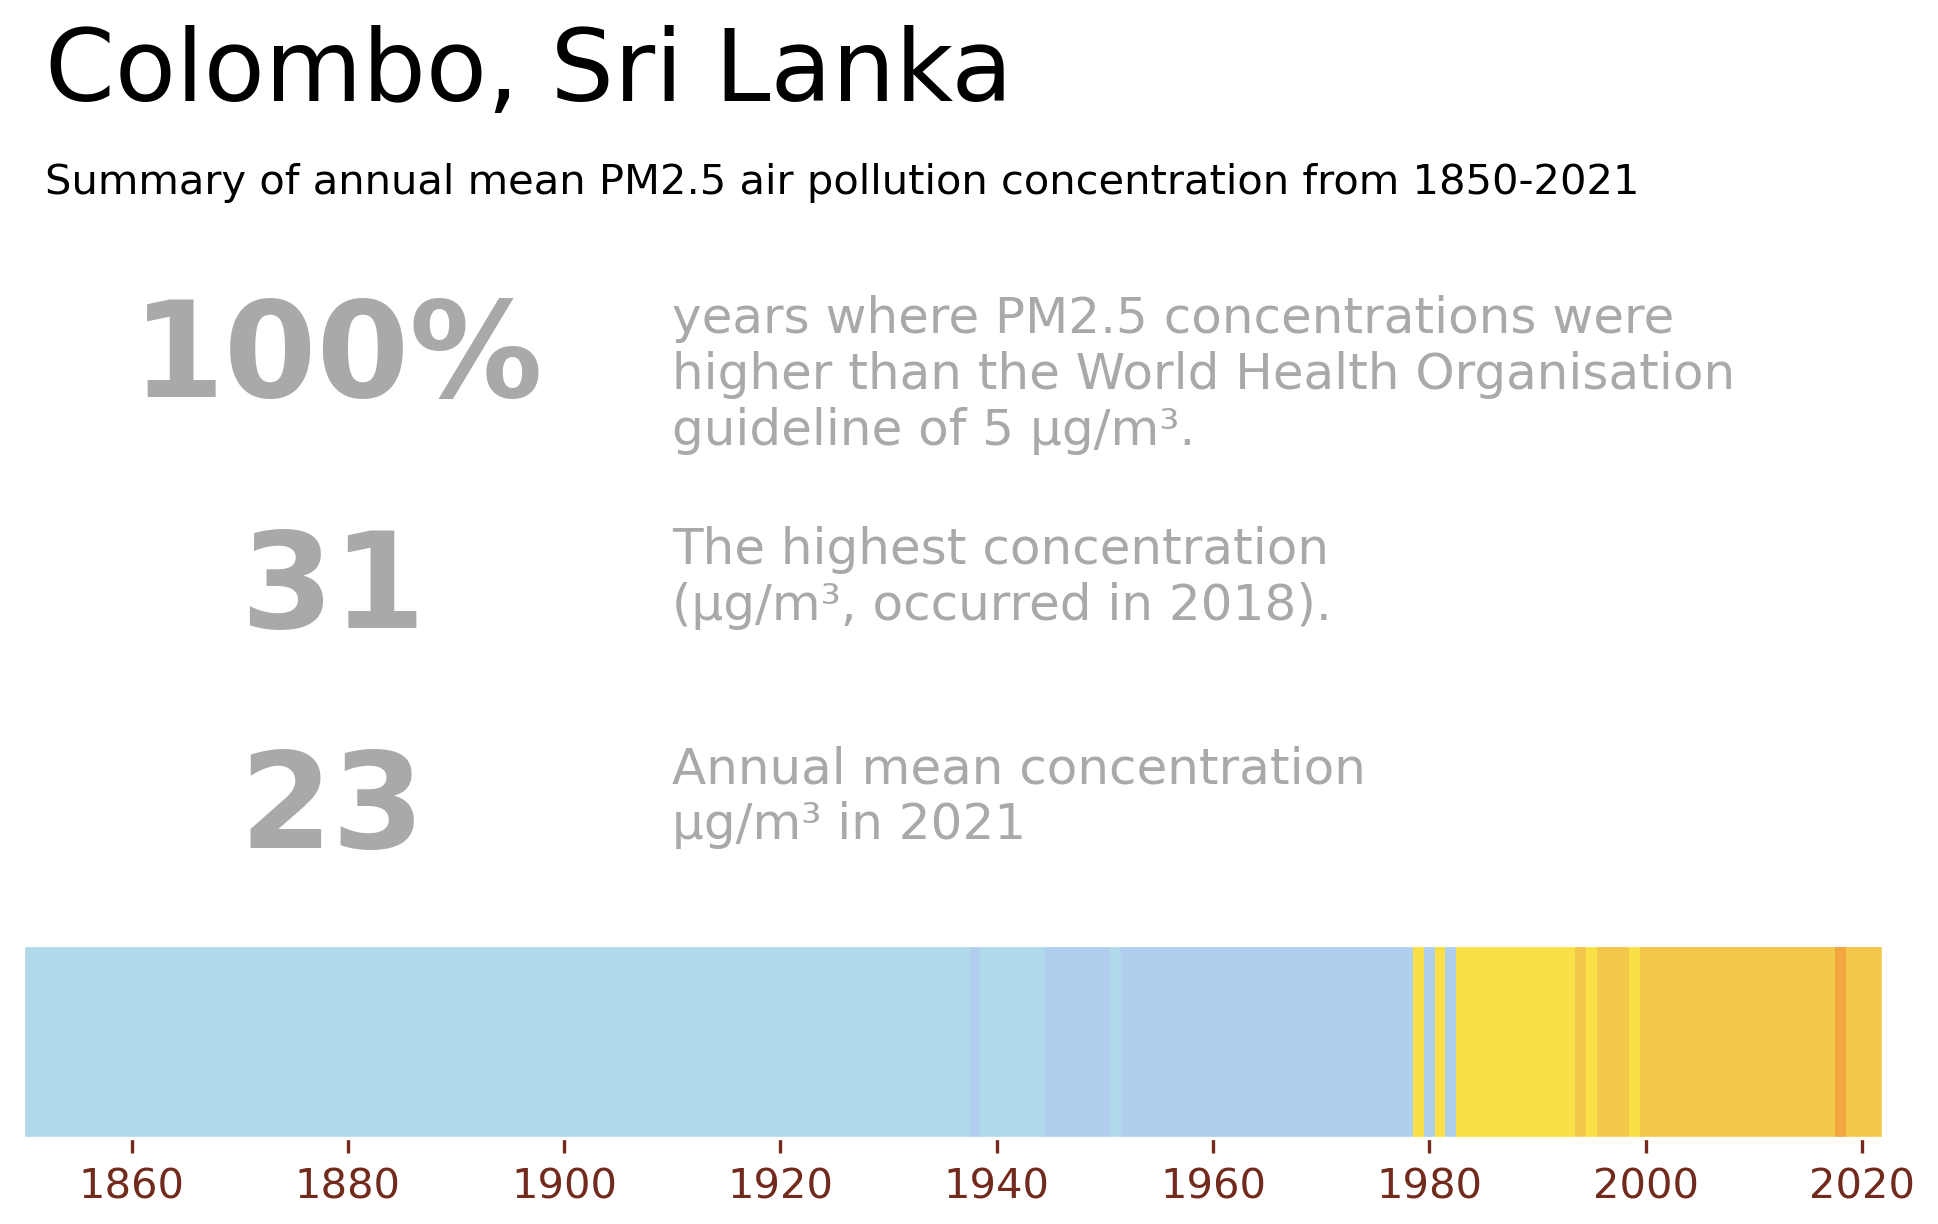 Colombo, Sri Lanka
Summary of annual mean PM2.5 air pollution concentration from 1850-2021
100%
years where PM2.5 concentrations were
higher than the World Health Organisation
guideline of 5 μg/m³.
31
The highest concentration
(μg/m³, occurred in 2018).
23
Annual mean concentration
μg/m³ in 2021
1860 1880 1900 1920 1940 1960 1980 2000 2020